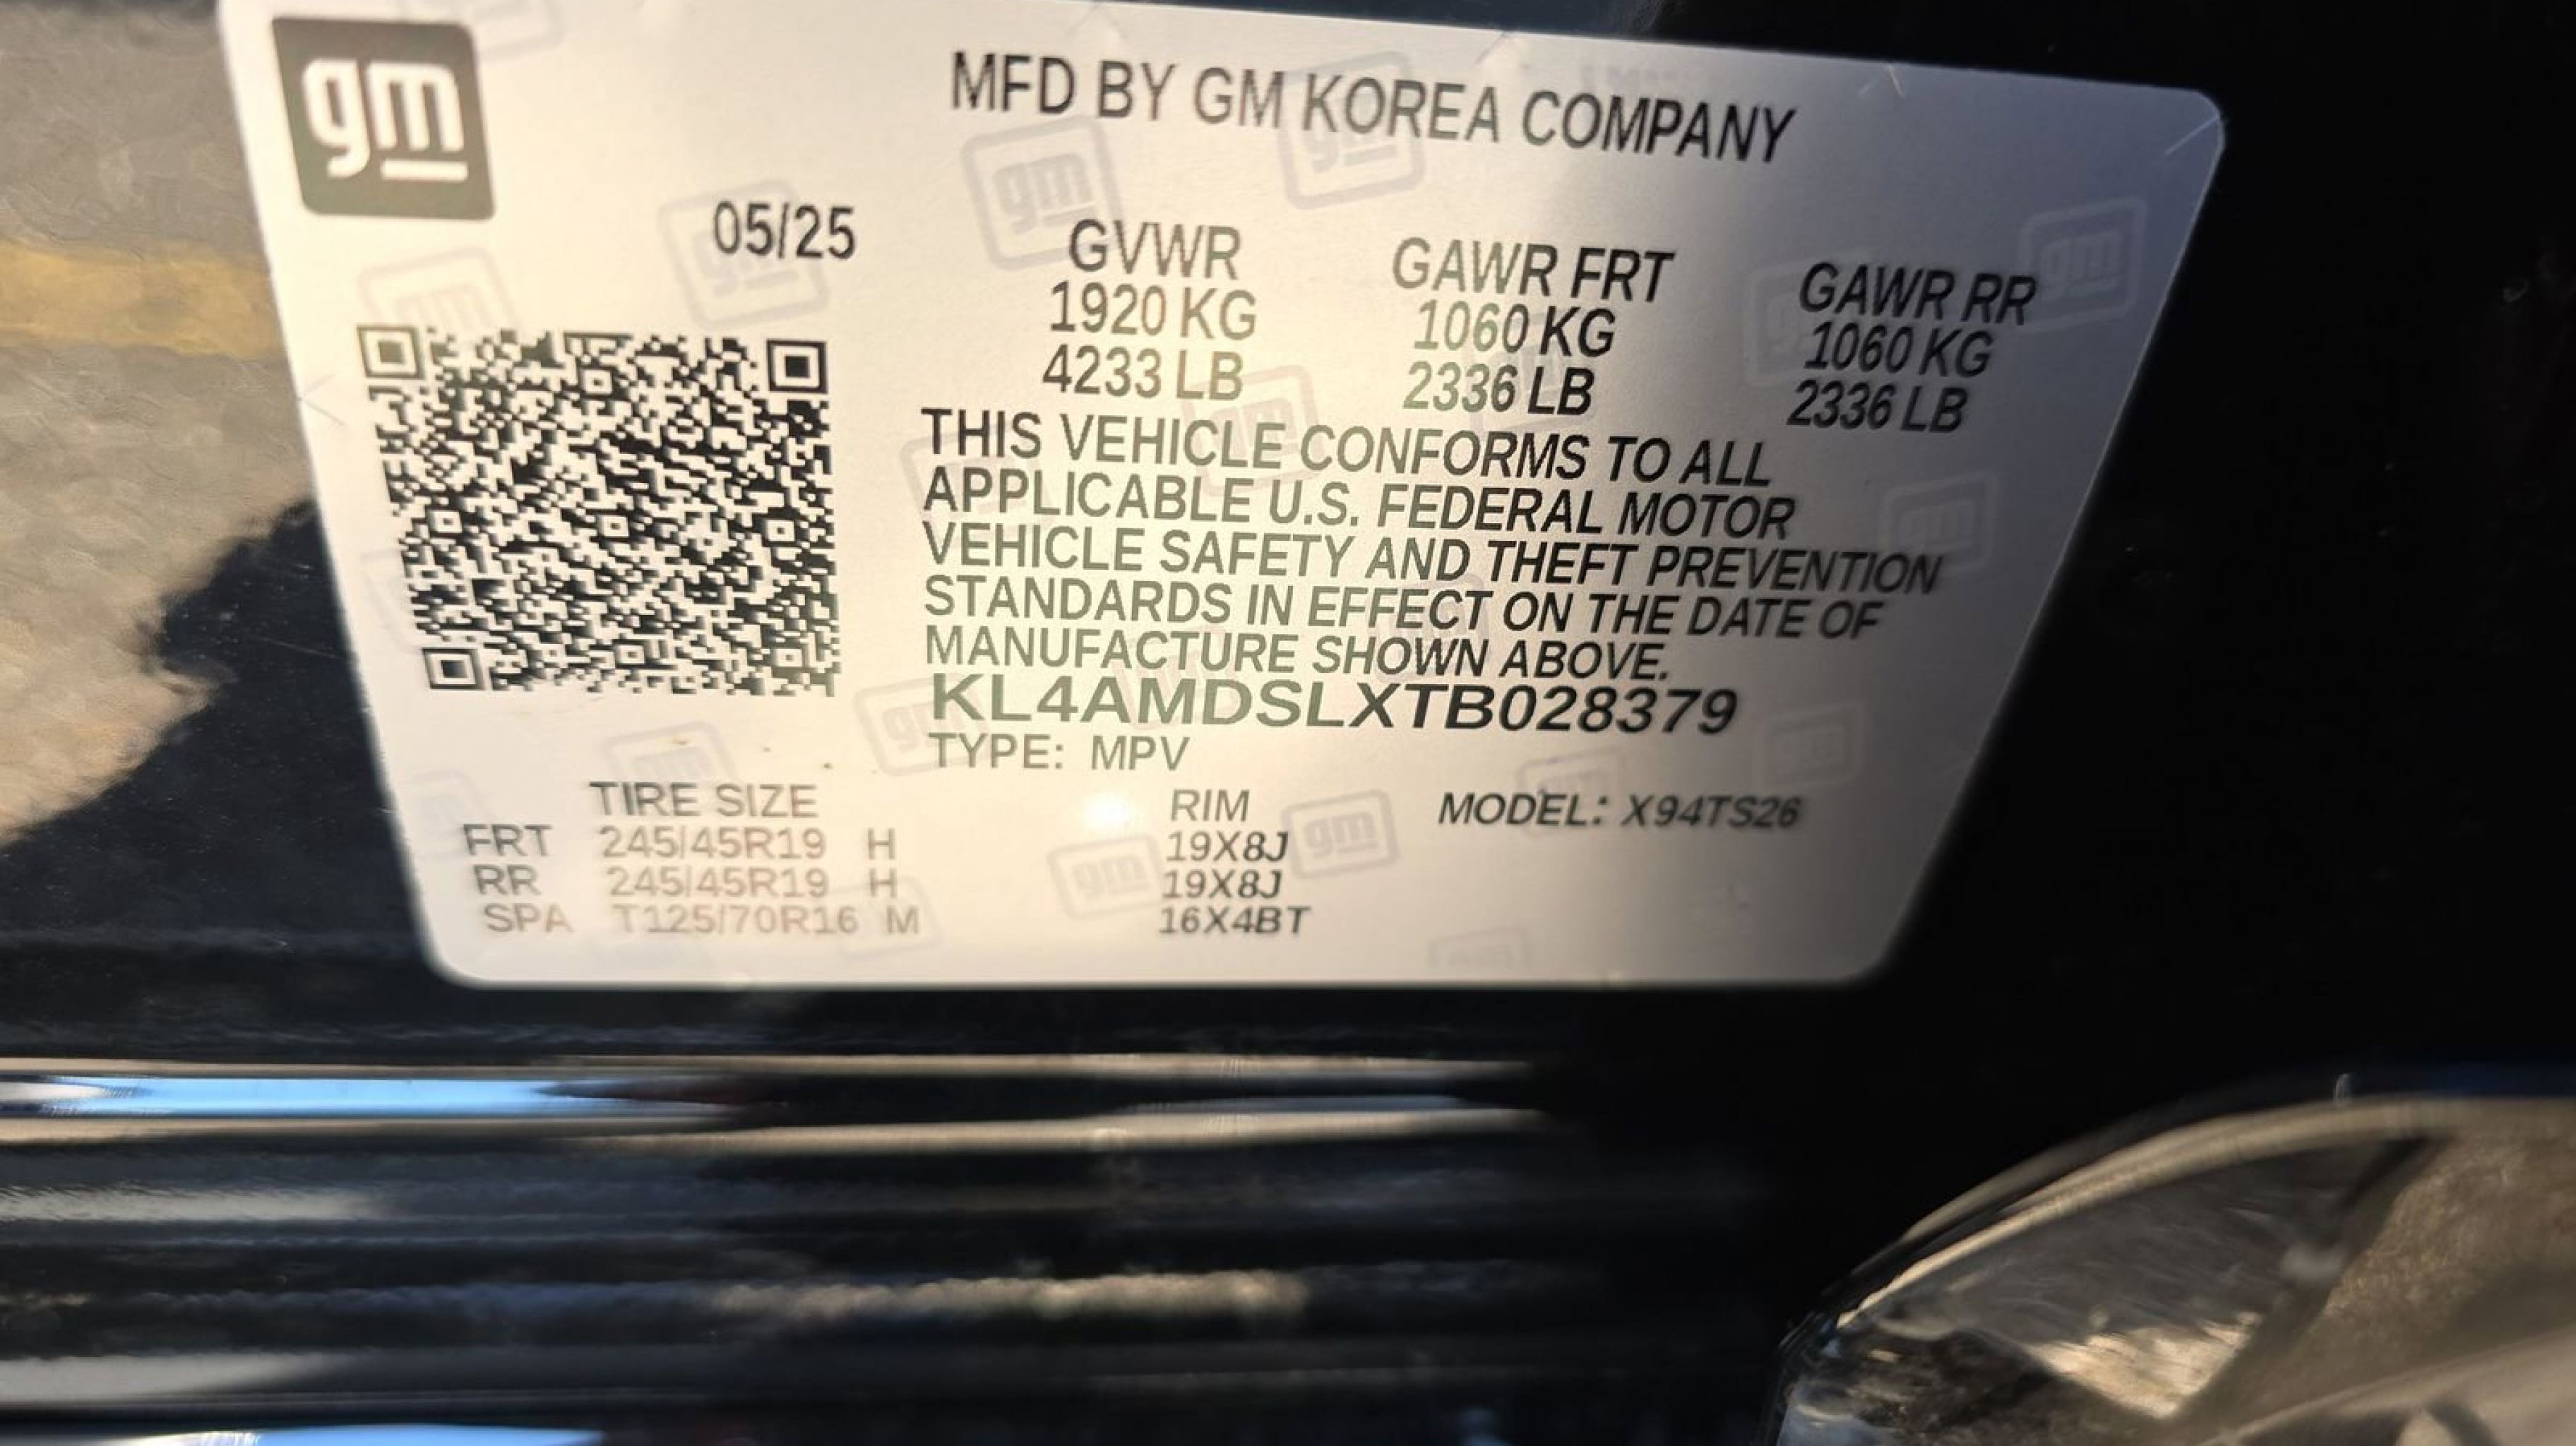 gm
MFD BY GM KOREA COMPANY
05/25
GVWR GAWR FRT GAWR RR
1920 KG 1060 KG 1060 KG
4233 LB 2336 LB 2336 LB
THIS VEHICLE CONFORMS TO ALL
APPLICABLE U.S. FEDERAL MOTOR
VEHICLE SAFETY AND THEFT PREVENTION
STANDARDS IN EFFECT ON THE DATE OF
MANUFACTURE SHOWN ABOVE.
KL4AMDSLXTB028379
TYPE: MPV
TIRE SIZE RIM MODEL: X94TS26
FRT 245/45R19 H 19X8J
RR 245/45R19 H 19X8J
SPA T125/70R16 M 16X4BT